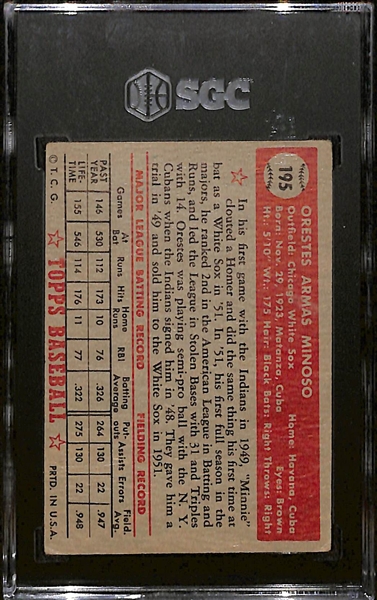 SGC
195
ORESTES ARMAS MINOSO
Outfield: Chicago White Sox Home: Havana, Cuba
Born: Nov. 29, 1923, Matanza, Cuba Eyes: Brown
Ht.: 5'10" Wt.: 175 Hair: Black Bats: Right Throws: Right
In his first game with the Indians in 1949, "Minnie"
clouted a Homer and did the same thing his first time at
bat as a White Sox in '51. In '51, his first full season in the
majors, he ranked 2nd in the American League in Batting and
Runs, and led the League in Stolen Bases with 31 and Triples
with 14. Orestes was playing semi-pro ball with the N. Y.
Cubans when the Indians signed him in '48. They gave him a
trial in '49 and sold him to the White Sox in 1951.
MAJOR LEAGUE BATTING RECORD FIELDING RECORD
Games At Bat Runs Hits Home Runs RBI Batting Average Put-outs Assists Errors Field. Avg.
PAST YEAR 146 530 112 173 10 76 .326 264 130 22 .947
LIFE-TIME 155 546 114 176 11 77 .322 275 130 22 .948
© T. C. G. TOPPS BASEBALL PRTD. IN U.S.A.